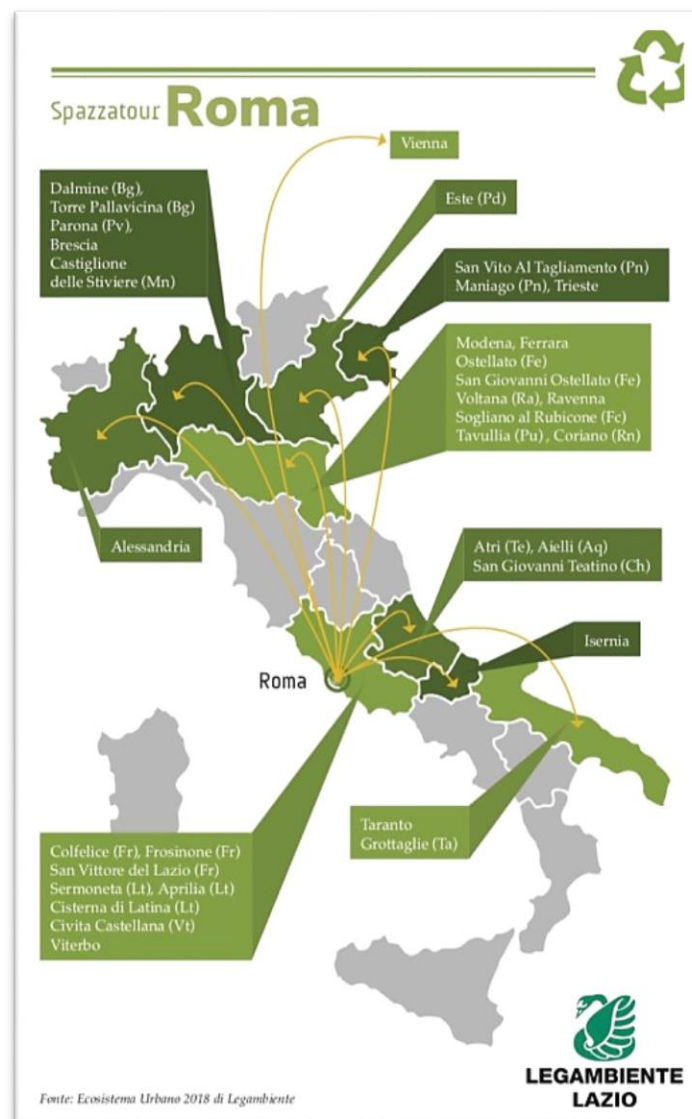 Spazzatour Roma
Vienna
Dalmine (Bg),
Torre Pallavicina (Bg)
Parona (Pv),
Brescia
Castiglione
delle Stiviere (Mn)
Este (Pd)
San Vito Al Tagliamento (Pn)
Maniago (Pn), Trieste
Modena, Ferrara
Ostellato (Fe)
San Giovanni Ostellato (Fe)
Voltana (Ra), Ravenna
Sogliano al Rubicone (Fc)
Tavullia (Pu) , Coriano (Rn)
Alessandria
Atri (Te), Aielli (Aq)
San Giovanni Teatino (Ch)
Isernia
Roma
Taranto
Grottaglie (Ta)
Colfelice (Fr), Frosinone (Fr)
San Vittore del Lazio (Fr)
Sermoneta (Lt), Aprilia (Lt)
Cisterna di Latina (Lt)
Civita Castellana (Vt)
Viterbo
LEGAMBIENTE
LAZIO
Fonte: Ecosistema Urbano 2018 di Legambiente